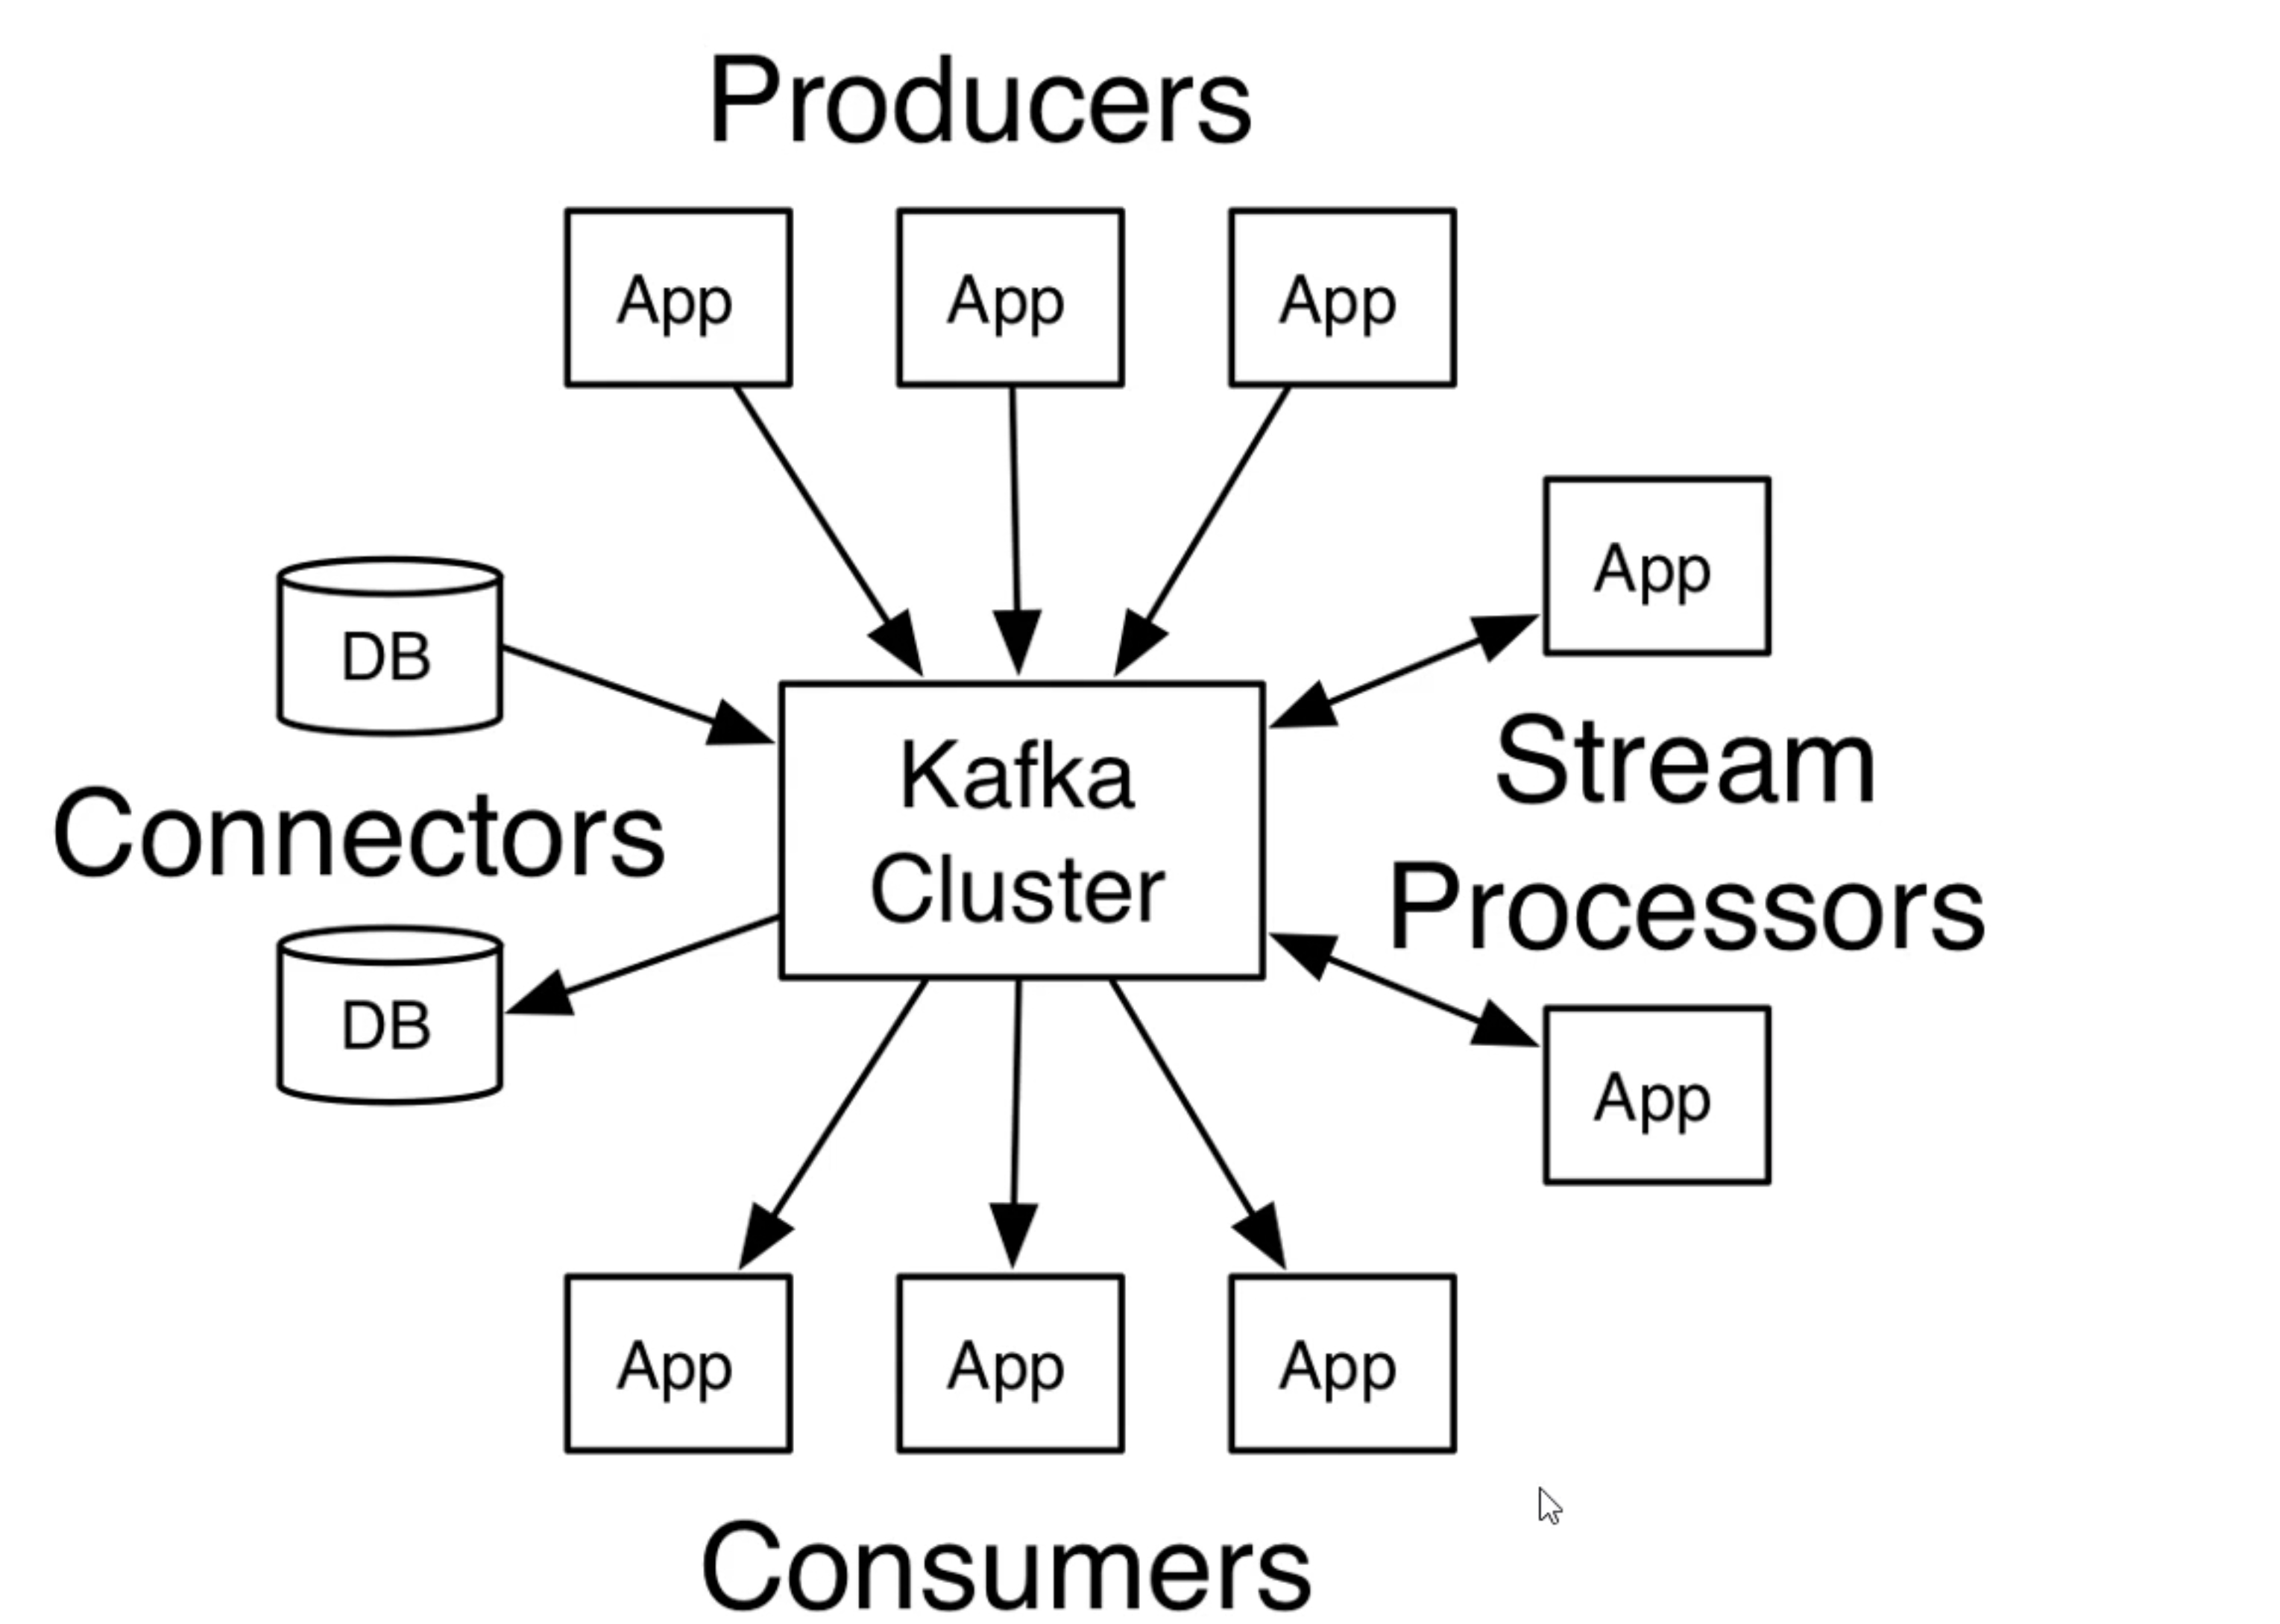 Producers
App
App
App
App
DB
Kafka
Cluster
Stream
Processors
Connectors
DB
App
App
App
App
Consumers